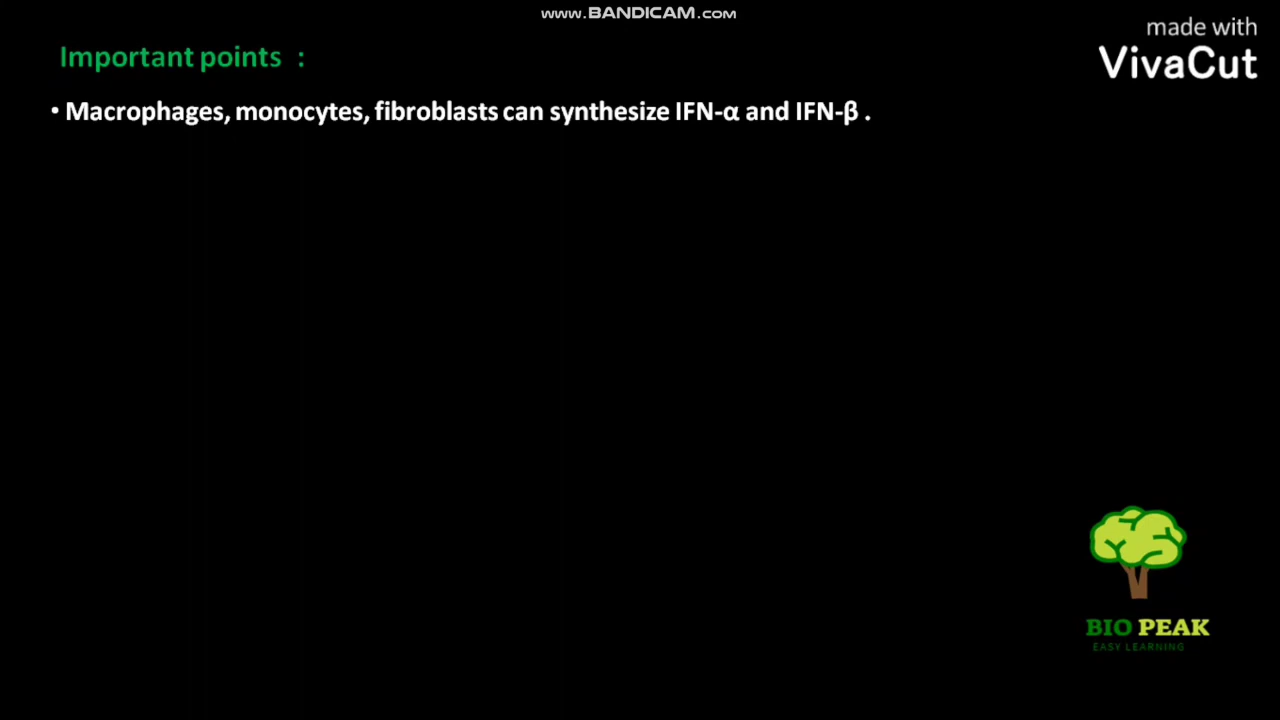 www.BANDICAM.com
made with
VivaCut
Important points :
• Macrophages, monocytes, fibroblasts can synthesize IFN-α and IFN-β .
BIO PEAK
EASY LEARNING